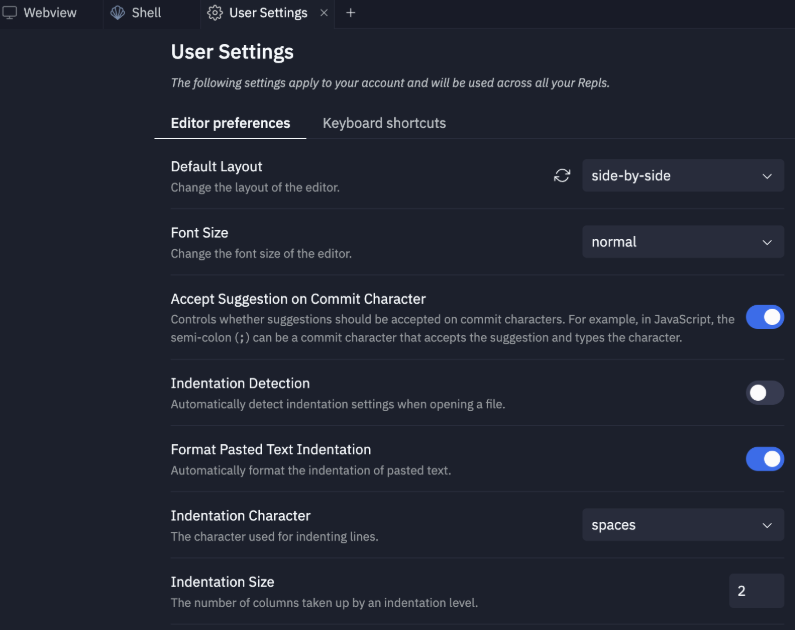 Webview Shell User Settings × +
User Settings
The following settings apply to your account and will be used across all your Repls.
Editor preferences Keyboard shortcuts
Default Layout
Change the layout of the editor.
side-by-side
Font Size
Change the font size of the editor.
normal
Accept Suggestion on Commit Character
Controls whether suggestions should be accepted on commit characters. For example, in JavaScript, the
semi-colon (;) can be a commit character that accepts the suggestion and types the character.
Indentation Detection
Automatically detect indentation settings when opening a file.
Format Pasted Text Indentation
Automatically format the indentation of pasted text.
Indentation Character
The character used for indenting lines.
spaces
Indentation Size
The number of columns taken up by an indentation level.
2